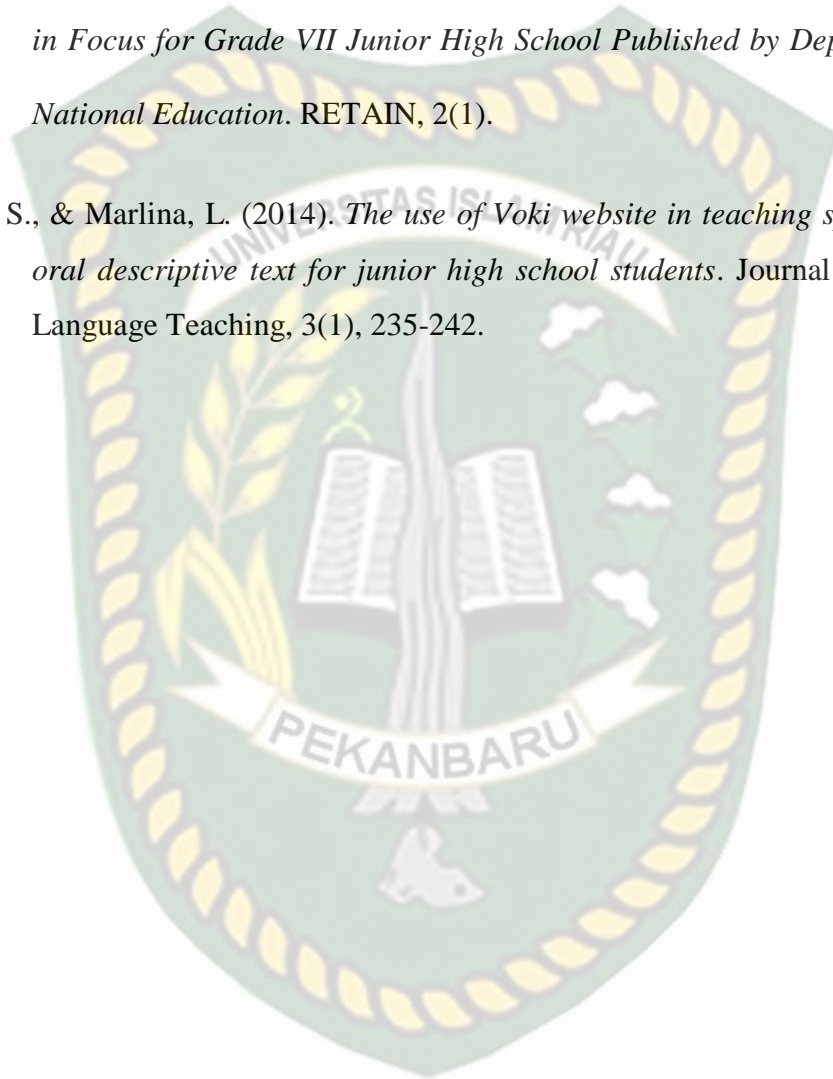 in Focus for Grade VII Junior High School Published by Dep
National Education. RETAIN, 2(1).
S., & Marlina, L. (2014). The use of Voki website in teaching s
oral descriptive text for junior high school students. Journal
Language Teaching, 3(1), 235-242.
UNIVERSITAS ISLAM RIAU
PEKANBARU